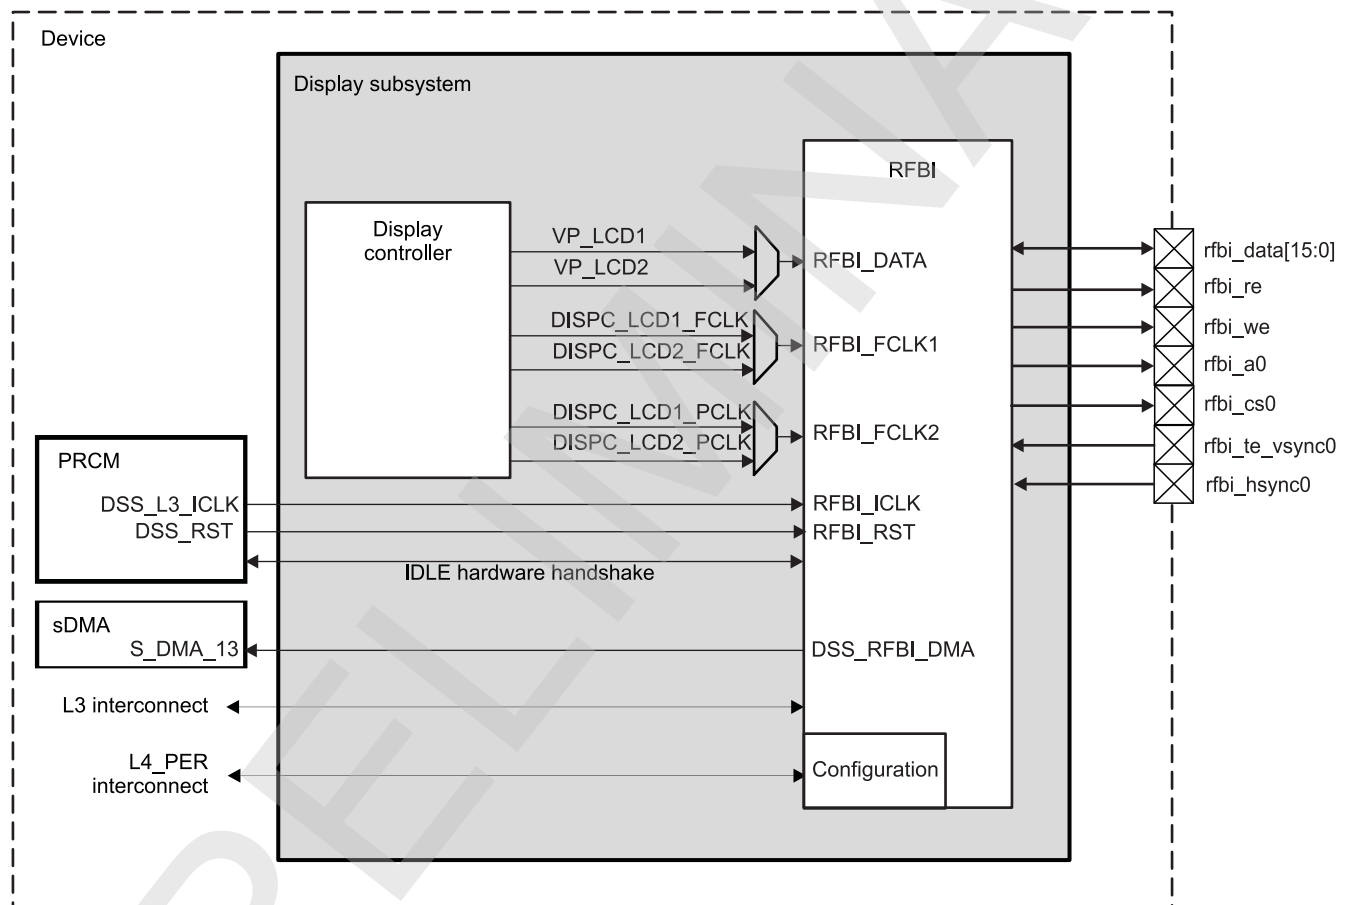 Device
Display subsystem
RFBI
Display
controller
VP_LCD1
VP_LCD2
RFBI_DATA
DISPC_LCD1_FCLK
DISPC_LCD2_FCLK
RFBI_FCLK1
DISPC_LCD1_PCLK
DISPC_LCD2_PCLK
RFBI_FCLK2
rfbi_data[15:0]
rfbi_re
rfbi_we
rfbi_a0
rfbi_cs0
rfbi_te_vsync0
rfbi_hsync0
PRCM
DSS_L3_ICLK
DSS_RST
RFBI_ICLK
RFBI_RST
IDLE hardware handshake
sDMA
S_DMA_13
DSS_RFBI_DMA
L3 interconnect
L4_PER
interconnect
Configuration